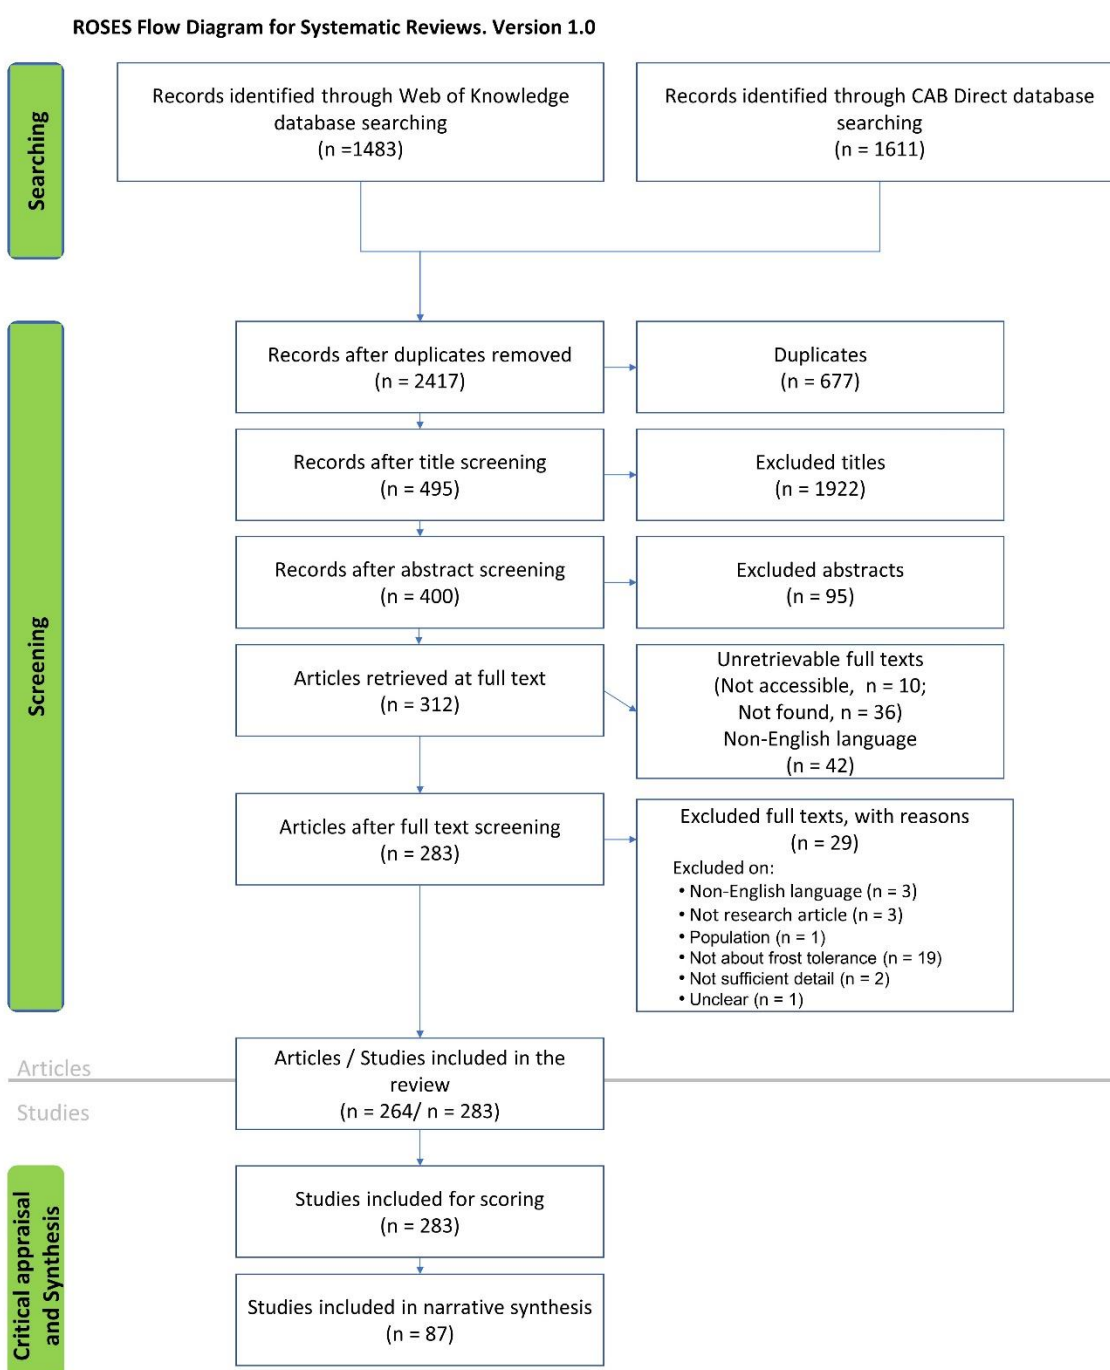 ROSES Flow Diagram for Systematic Reviews. Version 1.0
Searching
Records identified through Web of Knowledge
database searching
(n =1483)
Records identified through CAB Direct database
searching
(n = 1611)
Screening
Records after duplicates removed
(n = 2417)
Duplicates
(n = 677)
Records after title screening
(n = 495)
Excluded titles
(n = 1922)
Records after abstract screening
(n = 400)
Excluded abstracts
(n = 95)
Articles retrieved at full text
(n = 312)
Unretrievable full texts
(Not accessible, n = 10;
Not found, n = 36)
Non-English language
(n = 42)
Articles after full text screening
(n = 283)
Excluded full texts, with reasons
(n = 29)
Excluded on:
• Non-English language (n = 3)
• Not research article (n = 3)
• Population (n = 1)
• Not about frost tolerance (n = 19)
• Not sufficient detail (n = 2)
• Unclear (n = 1)
Articles
Studies
Articles / Studies included in the
review
(n = 264/ n = 283)
Critical appraisal
and Synthesis
Studies included for scoring
(n = 283)
Studies included in narrative synthesis
(n = 87)